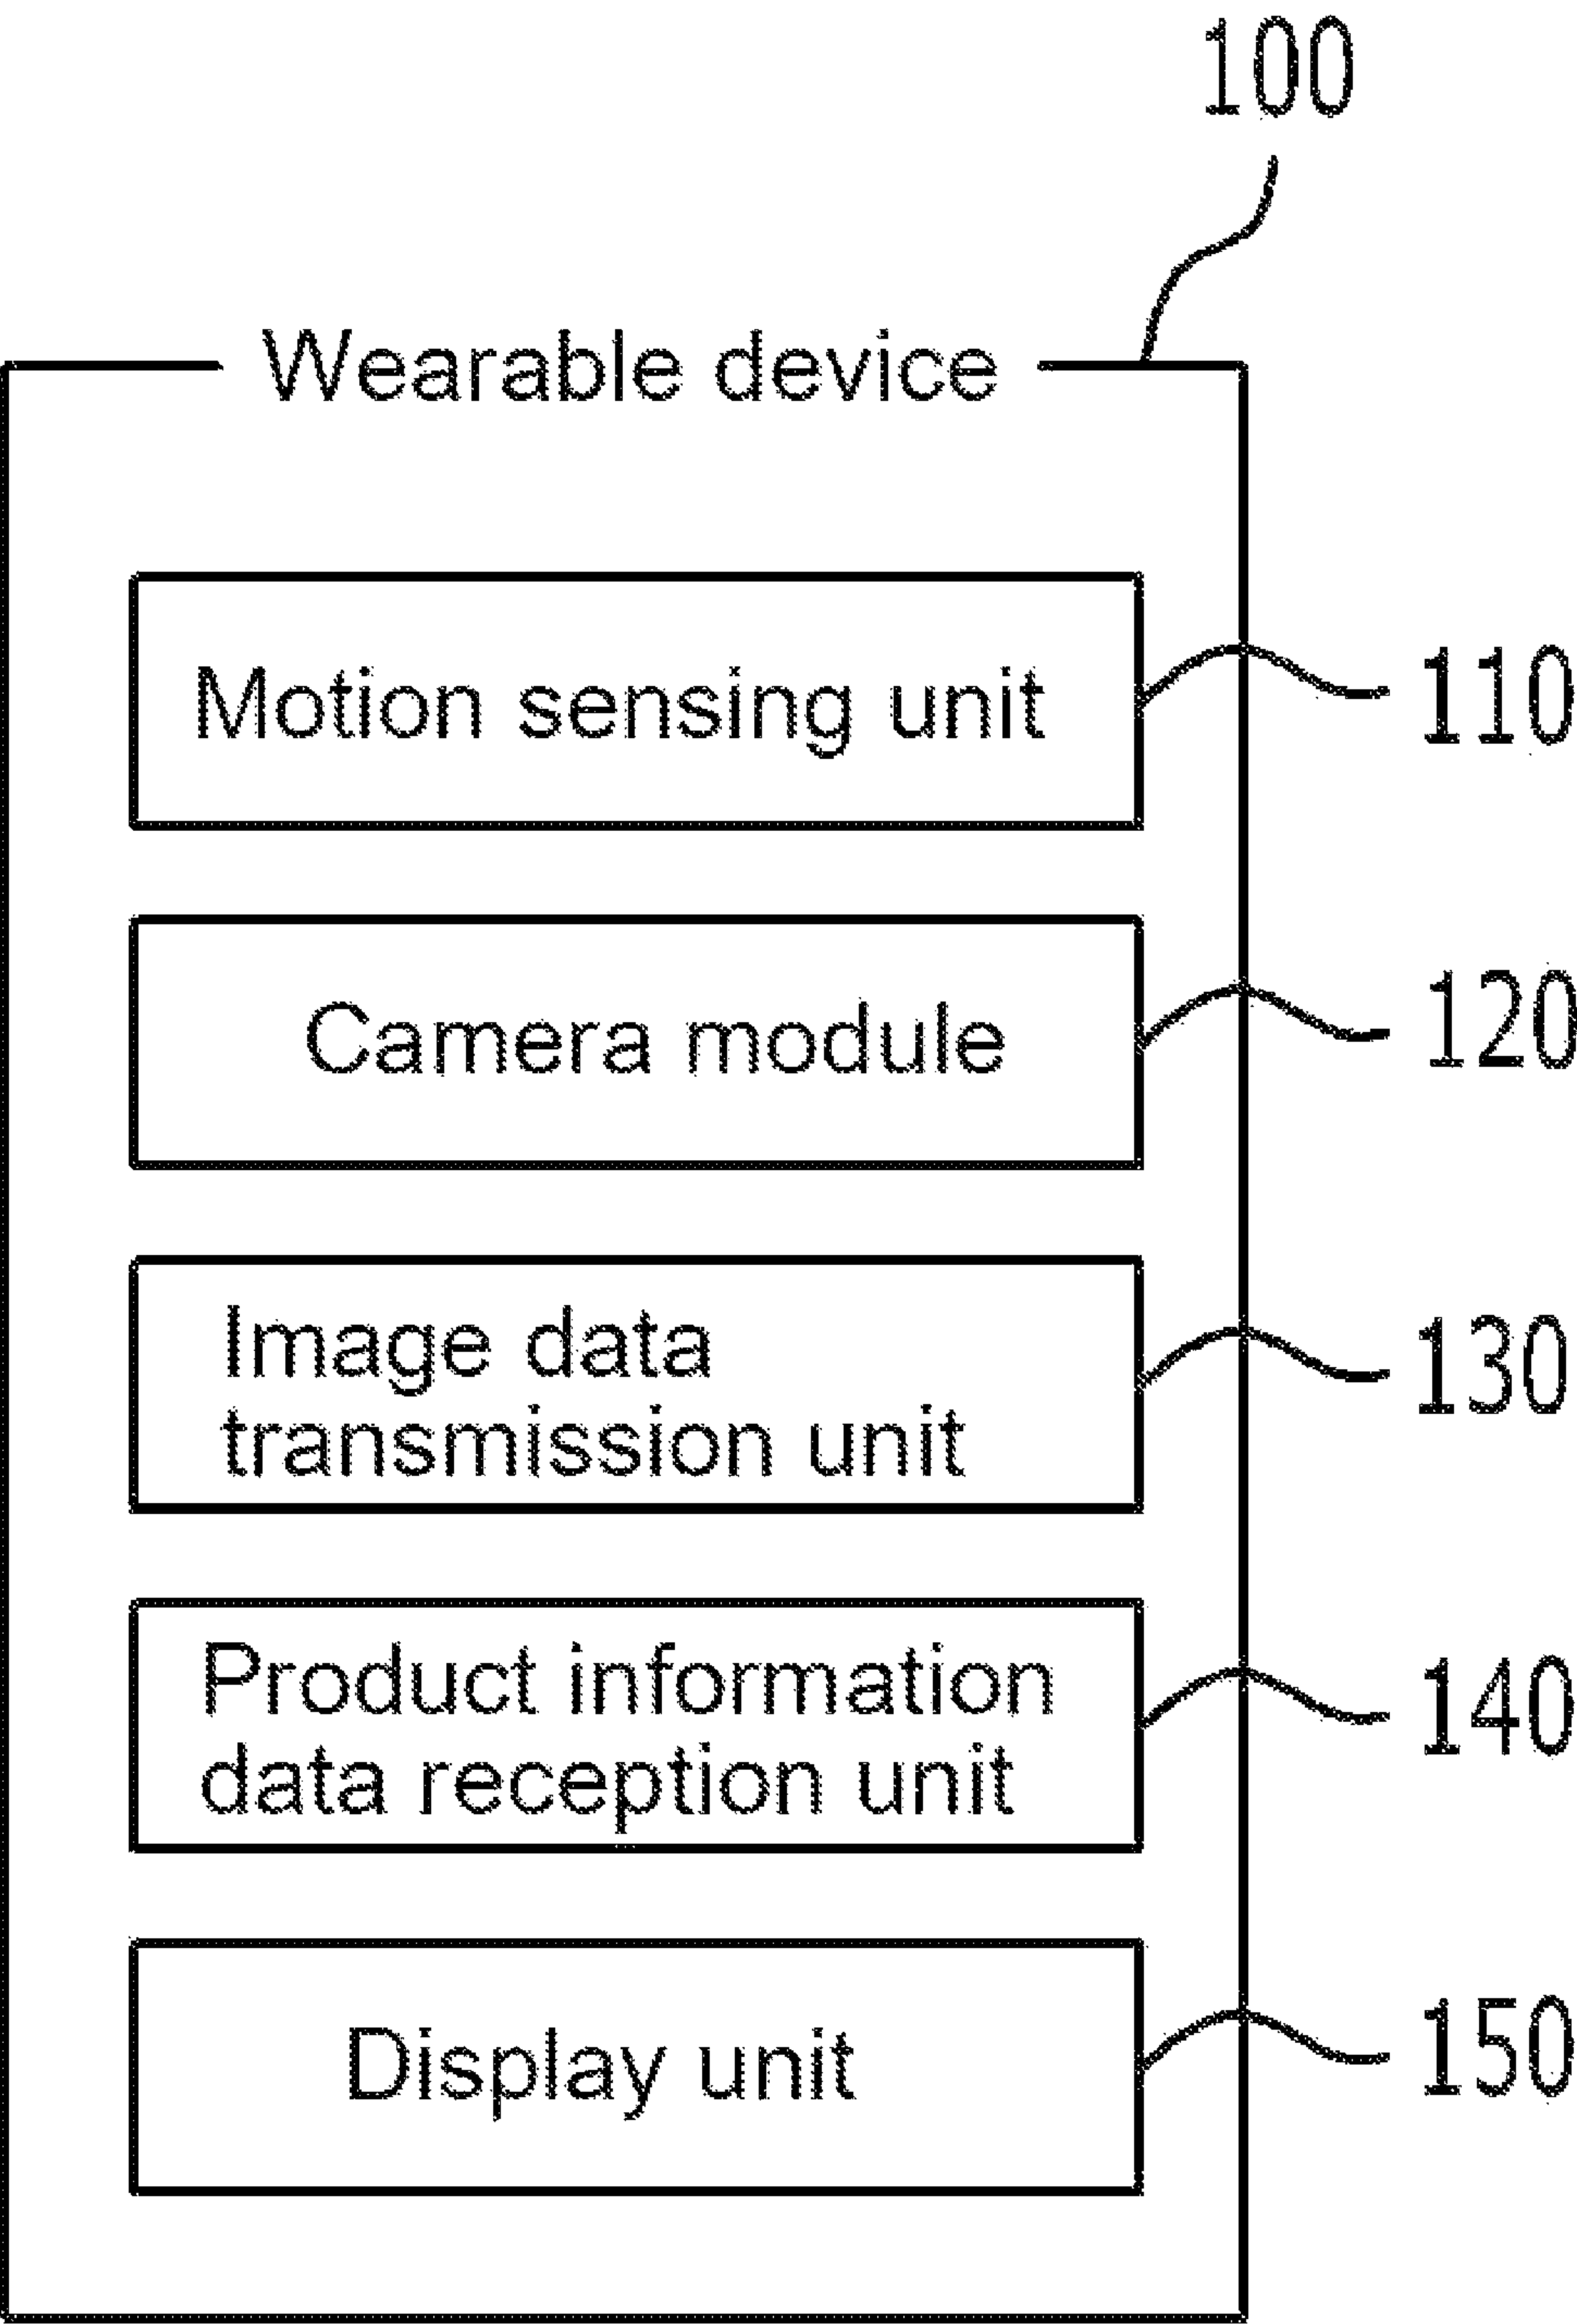 100
Wearable device
Motion sensing unit
110
Camera module
120
Image data
transmission unit
130
Product information
data reception unit
140
Display unit
150